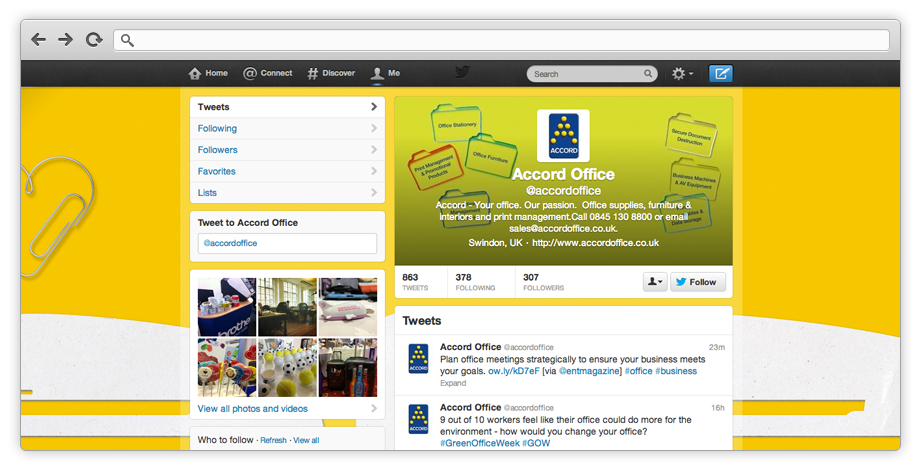 Home
Connect
Discover
Me
Search
Tweets
Following
Followers
Favorites
Lists
Tweet to Accord Office
@accordoffice
brother
View all photos and videos
Who to follow · Refresh · View all
Office Stationery
Office Furniture
Print Management
& Promotional
Products
Management
Secure Document
Destruction
Business Machines
& AV Equipment
ACCORD
Accord Office
@accordoffice
Accord - Your office. Our passion. Office supplies, furniture &
interiors and print management.Call 0845 130 8800 or email
sales@accordoffice.co.uk.
Swindon, UK · http://www.accordoffice.co.uk
863
TWEETS
378
FOLLOWING
307
FOLLOWERS
Follow
Tweets
ACCORD
Accord Office @accordoffice 23m
Plan office meetings strategically to ensure your business meets
your goals. ow.ly/kD7eF [via @entmagazine] #office #business
Expand
ACCORD
Accord Office @accordoffice 16h
9 out of 10 workers feel like their office could do more for the
environment - how would you change your office?
#GreenOfficeWeek #GOW